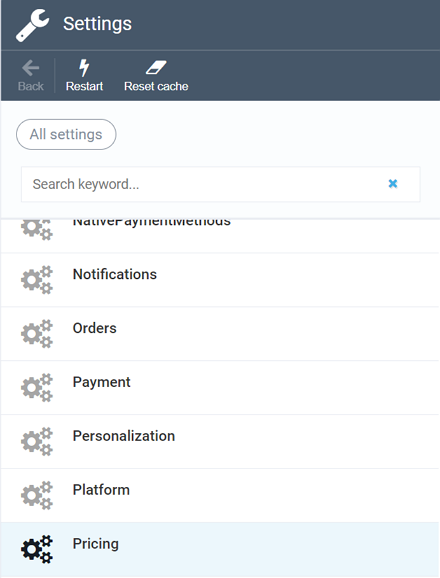 Settings
Back Restart Reset cache
All settings
Search keyword...
NativePaymentMethods
Notifications
Orders
Payment
Personalization
Platform
Pricing